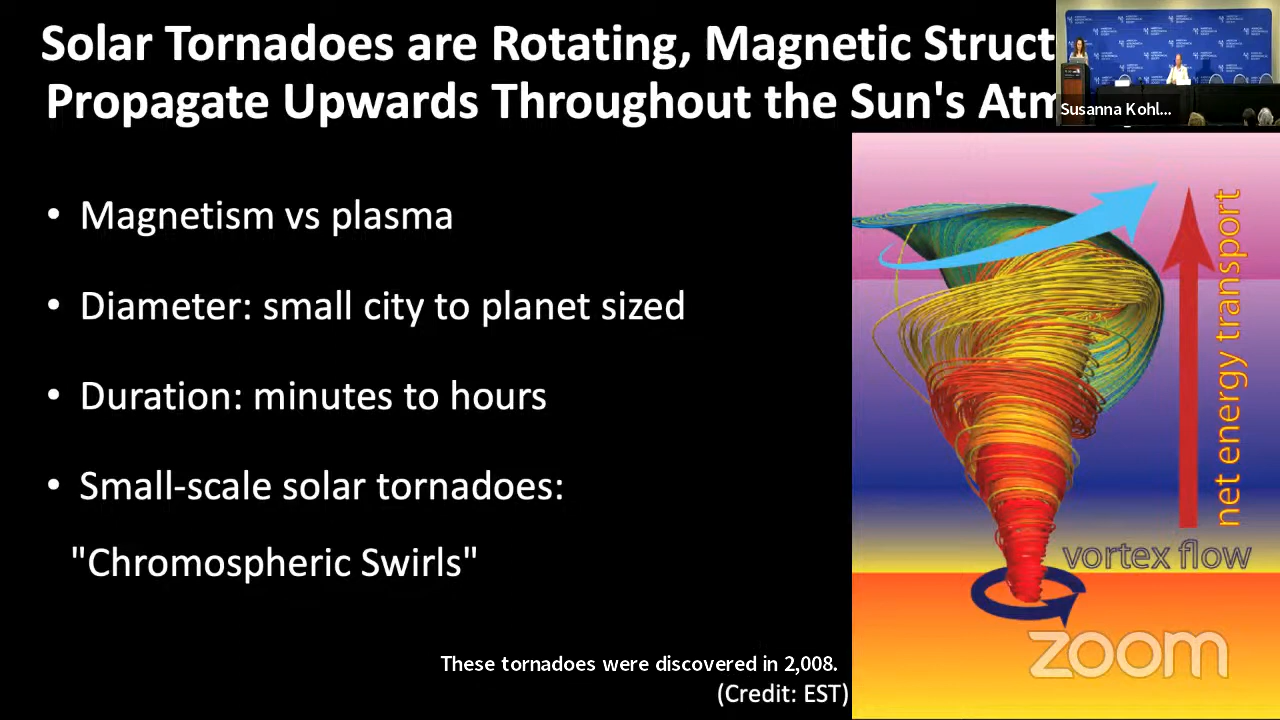 Solar Tornadoes are Rotating, Magnetic Struct
Propagate Upwards Throughout the Sun's Atm
Susanna Kohl...
• Magnetism vs plasma
• Diameter: small city to planet sized
• Duration: minutes to hours
• Small-scale solar tornadoes:
"Chromospheric Swirls"
net energy transport
vortex flow
zoom
These tornadoes were discovered in 2,008.
(Credit: EST)